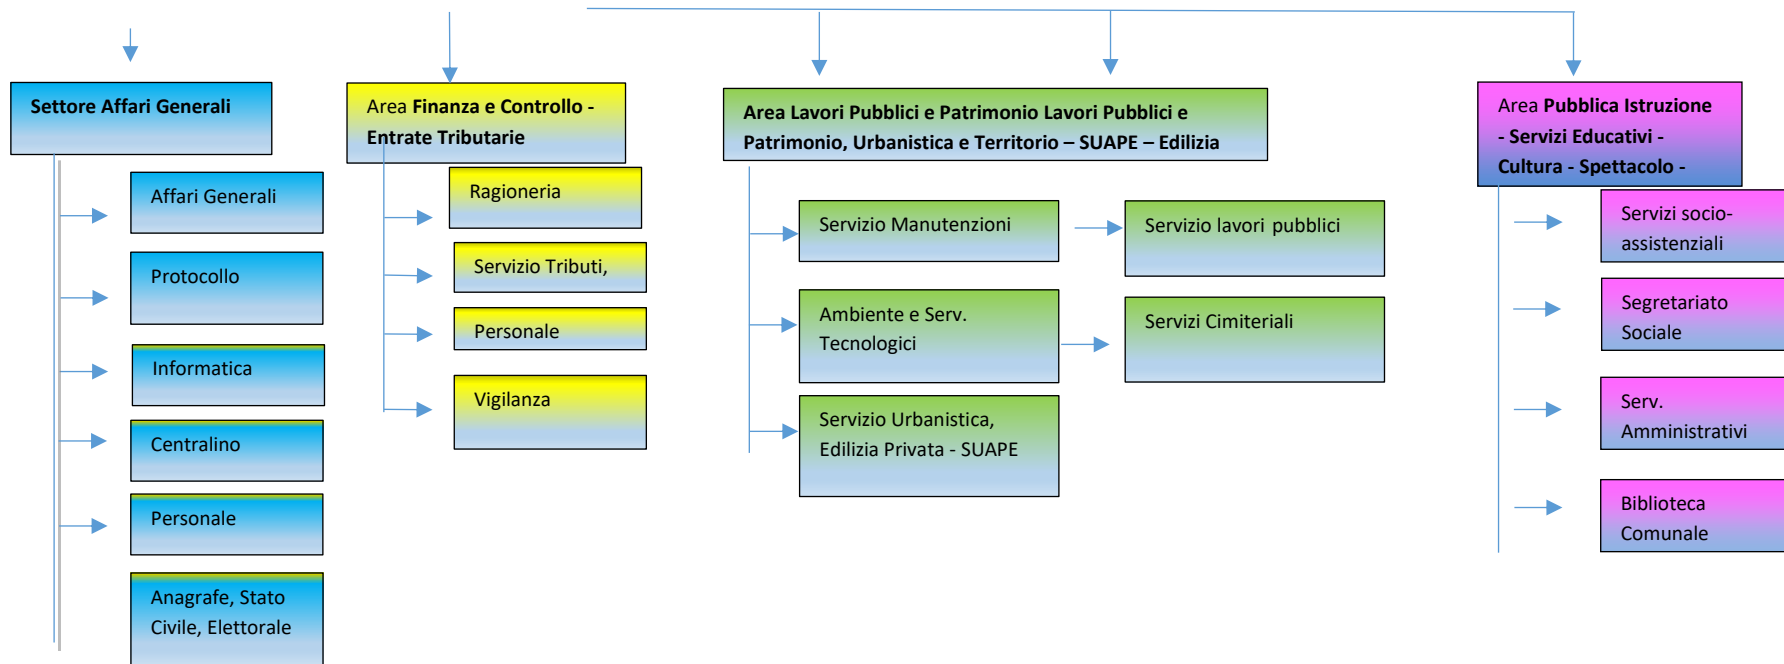 Settore Affari Generali
Affari Generali
Protocollo
Informatica
Centralino
Personale
Anagrafe, Stato
Civile, Elettorale
Area Finanza e Controllo -
Entrate Tributarie
Ragioneria
Servizio Tributi,
Personale
Vigilanza
Area Lavori Pubblici e Patrimonio Lavori Pubblici e
Patrimonio, Urbanistica e Territorio – SUAPE – Edilizia
Servizio Manutenzioni
Servizio lavori pubblici
Ambiente e Serv.
Tecnologici
Servizi Cimiteriali
Servizio Urbanistica,
Edilizia Privata - SUAPE
Area Pubblica Istruzione
- Servizi Educativi -
Cultura - Spettacolo -
Servizi socio-
assistenziali
Segretariato
Sociale
Serv.
Amministrativi
Biblioteca
Comunale